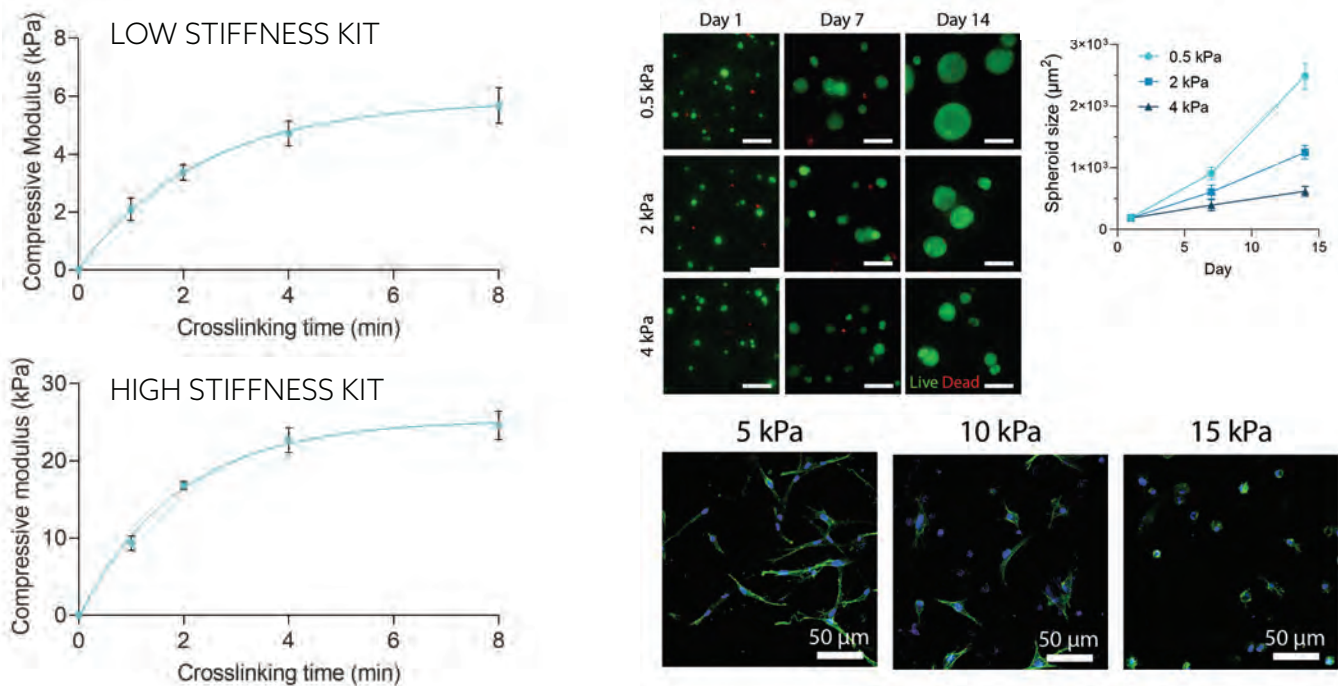 LOW STIFFNESS KIT
Compressive Modulus (kPa)
8
6
4
2
0
0 2 4 6 8
Crosslinking time (min)
HIGH STIFFNESS KIT
Compressive modulus (kPa)
30
20
10
0
0 2 4 6 8
Crosslinking time (min)
Day 1 Day 7 Day 14
0.5 kPa
2 kPa
4 kPa
Live Dead
Spheroid size (µm²)
3×10³
2×10³
1×10³
0
0 5 10 15
Day
0.5 kPa
2 kPa
4 kPa
5 kPa 10 kPa 15 kPa
50 µm 50 µm 50 µm